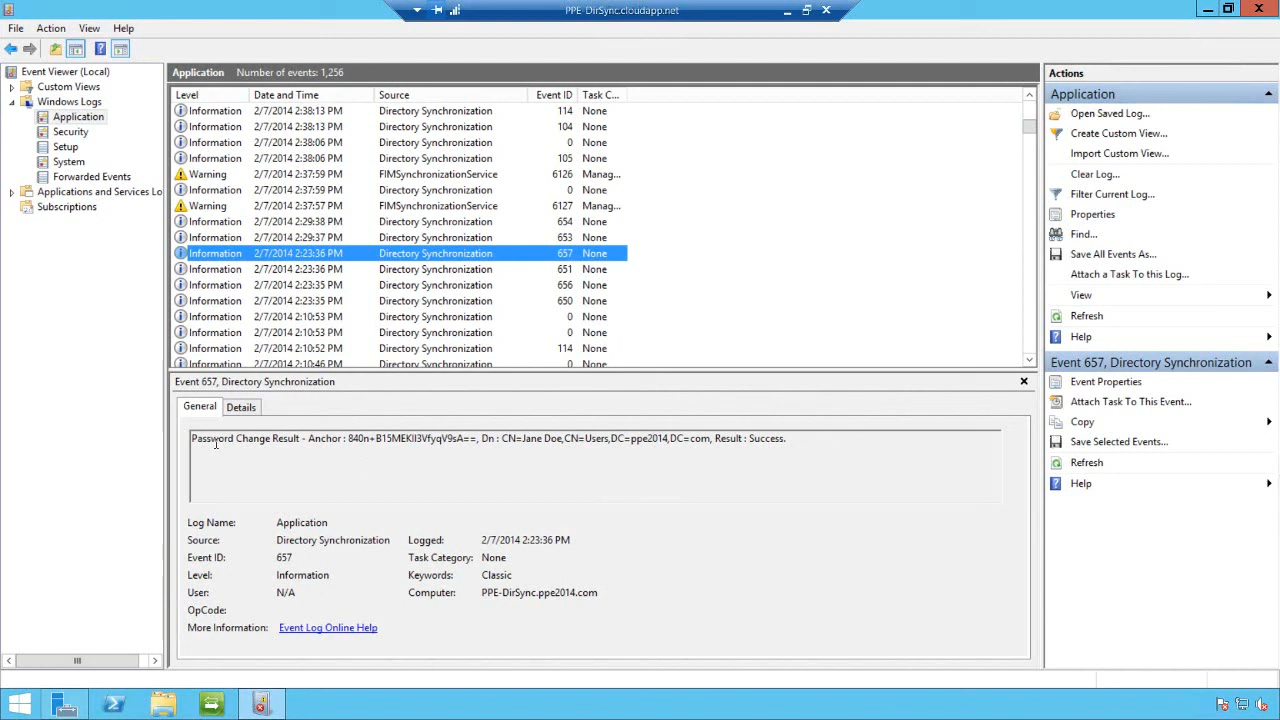 PPE-DirSync.cloudapp.net
File Action View Help
Event Viewer (Local)
Custom Views
Windows Logs
Application
Security
Setup
System
Forwarded Events
Applications and Services Lo
Subscriptions
Application Number of events: 1,256
Level Date and Time Source Event ID Task C...
Information 2/7/2014 2:38:13 PM Directory Synchronization 114 None
Information 2/7/2014 2:38:13 PM Directory Synchronization 104 None
Information 2/7/2014 2:38:06 PM Directory Synchronization 0 None
Information 2/7/2014 2:38:06 PM Directory Synchronization 105 None
Warning 2/7/2014 2:37:59 PM FIMSynchronizationService 6126 Manag...
Information 2/7/2014 2:37:59 PM Directory Synchronization 0 None
Warning 2/7/2014 2:37:57 PM FIMSynchronizationService 6127 Manag...
Information 2/7/2014 2:29:38 PM Directory Synchronization 654 None
Information 2/7/2014 2:29:37 PM Directory Synchronization 653 None
Information 2/7/2014 2:23:36 PM Directory Synchronization 657 None
Information 2/7/2014 2:23:36 PM Directory Synchronization 651 None
Information 2/7/2014 2:23:35 PM Directory Synchronization 656 None
Information 2/7/2014 2:23:35 PM Directory Synchronization 650 None
Information 2/7/2014 2:10:53 PM Directory Synchronization 0 None
Information 2/7/2014 2:10:53 PM Directory Synchronization 0 None
Information 2/7/2014 2:10:52 PM Directory Synchronization 114 None
Information 2/7/2014 2:10:46 PM Directory Synchronization 0 None
Event 657, Directory Synchronization
General Details
Password Change Result - Anchor : 840n+B15MEKII3VfyqV9sA==, Dn : CN=Jane Doe,CN=Users,DC=ppe2014,DC=com, Result : Success.
Log Name: Application
Source: Directory Synchronization Logged: 2/7/2014 2:23:36 PM
Event ID: 657 Task Category: None
Level: Information Keywords: Classic
User: N/A Computer: PPE-DirSync.ppe2014.com
OpCode:
More Information: Event Log Online Help
Actions
Application
Open Saved Log...
Create Custom View...
Import Custom View...
Clear Log...
Filter Current Log...
Properties
Find...
Save All Events As...
Attach a Task To this Log...
View
Refresh
Help
Event 657, Directory Synchronization
Event Properties
Attach Task To This Event...
Copy
Save Selected Events...
Refresh
Help